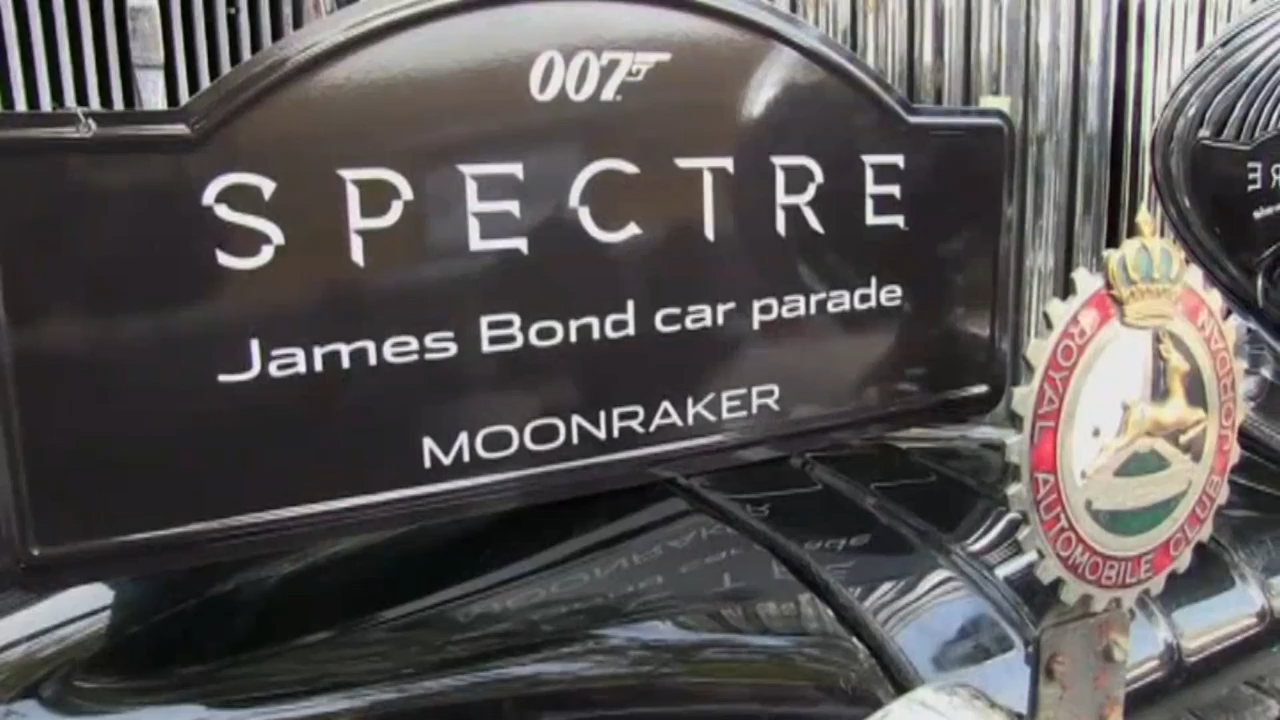 007
SPECTRE
James Bond car parade
MOONRAKER
ROYAL AUTOMOBILE CLUB JORDAN